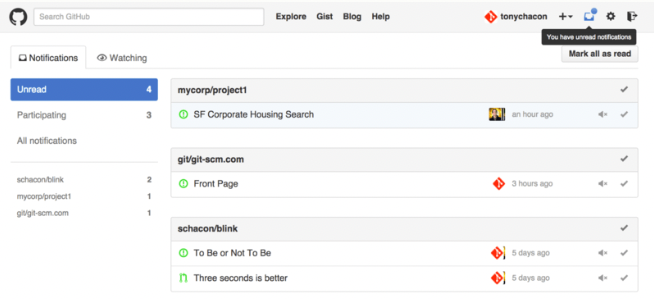 Search GitHub Explore Gist Blog Help tonychacon
You have unread notifications
Notifications Watching Mark all as read
Unread 4
Participating 3
All notifications
schacon/blink 2
mycorp/project1 1
git/git-scm.com 1
mycorp/project1
SF Corporate Housing Search an hour ago
git/git-scm.com
Front Page 3 hours ago
schacon/blink
To Be or Not To Be 5 days ago
Three seconds is better 5 days ago